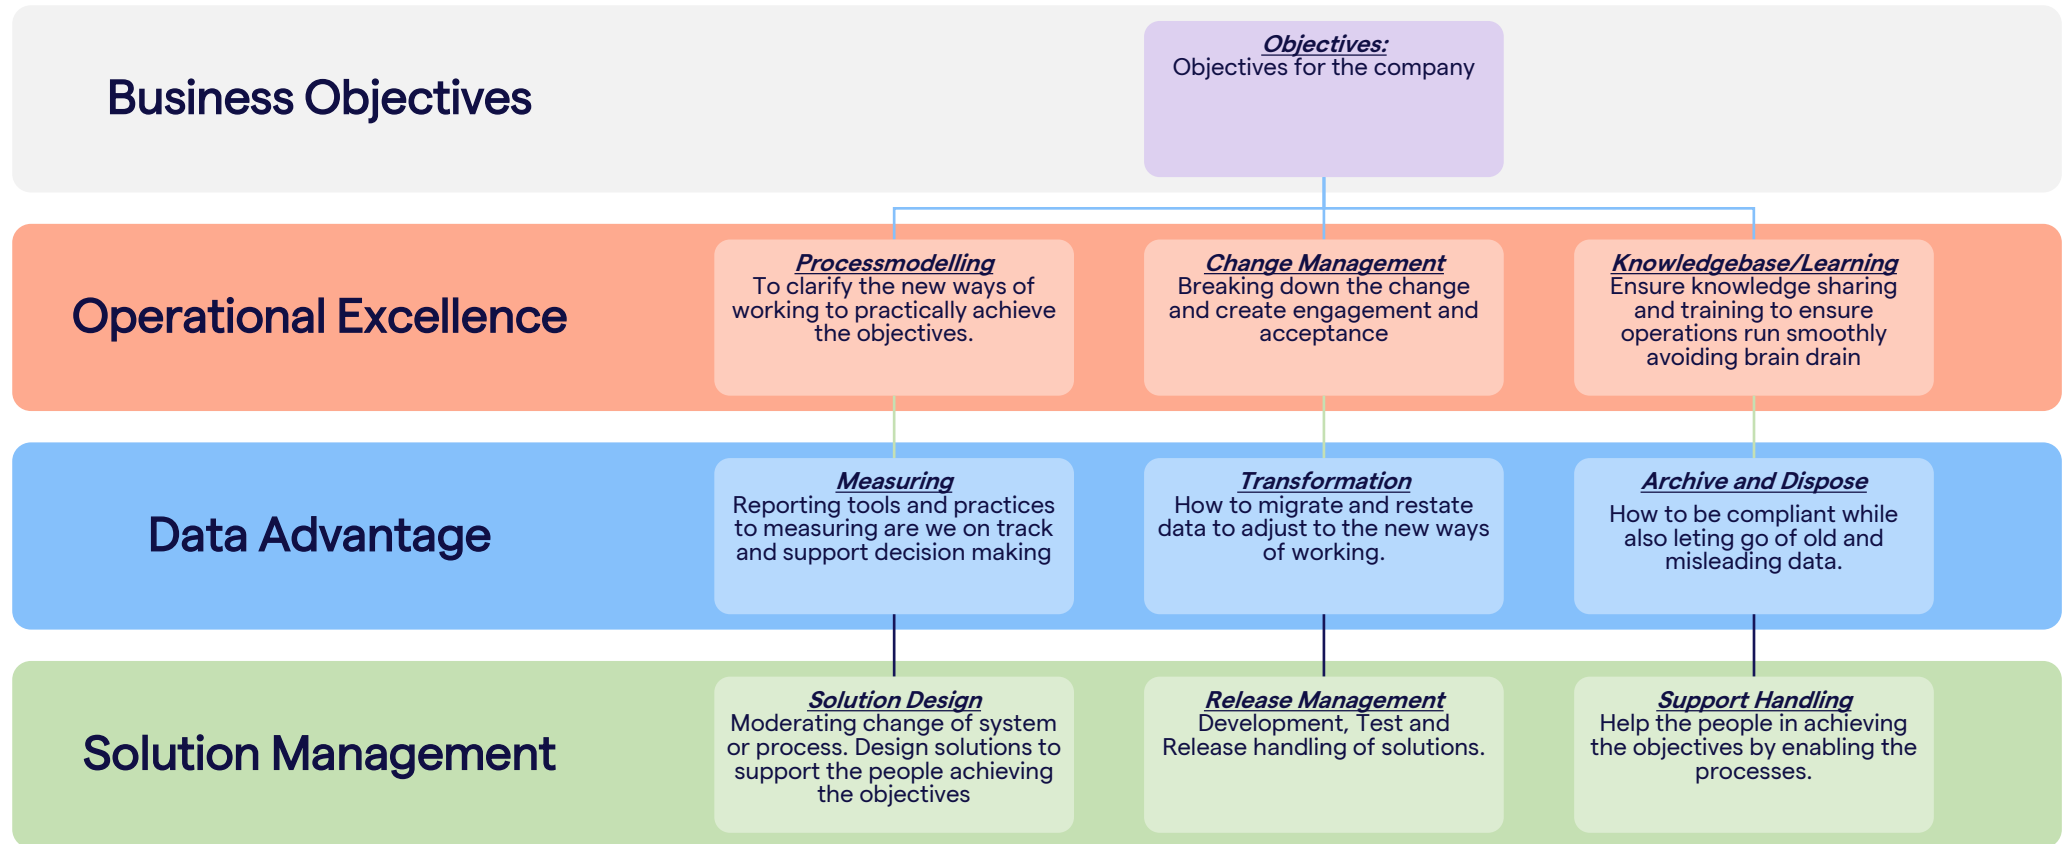 Business Objectives
Objectives:
Objectives for the company
Operational Excellence
Processmodelling
To clarify the new ways of
working to practically achieve
the objectives.
Change Management
Breaking down the change
and create engagement and
acceptance
Knowledgebase/Learning
Ensure knowledge sharing
and training to ensure
operations run smoothly
avoiding brain drain
Data Advantage
Measuring
Reporting tools and practices
to measuring are we on track
and support decision making
Transformation
How to migrate and restate
data to adjust to the new ways
of working.
Archive and Dispose
How to be compliant while
also leting go of old and
misleading data.
Solution Management
Solution Design
Moderating change of system
or process. Design solutions to
support the people achieving
the objectives
Release Management
Development, Test and
Release handling of solutions.
Support Handling
Help the people in achieving
the objectives by enabling the
processes.